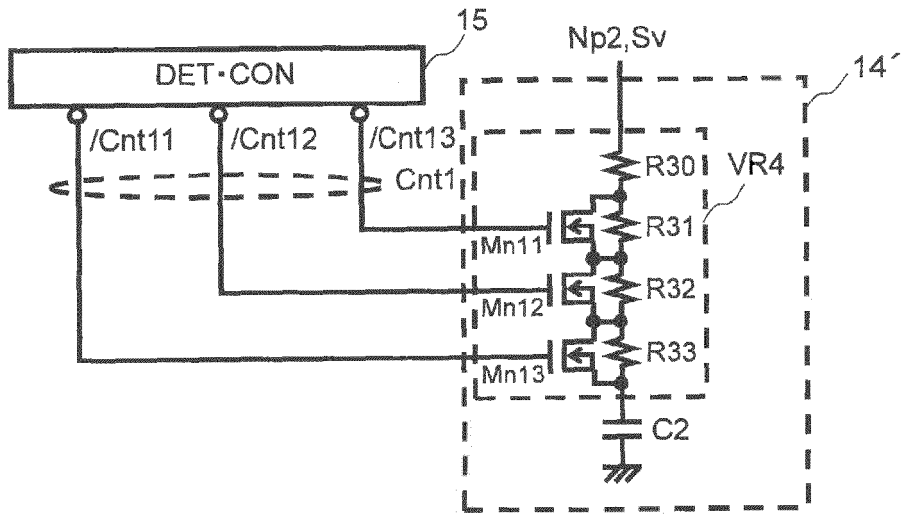 15
Np2,Sv
14´
DET·CON
/Cnt11
/Cnt12
/Cnt13
Cnt1
R30
VR4
Mn11
R31
Mn12
R32
Mn13
R33
C2